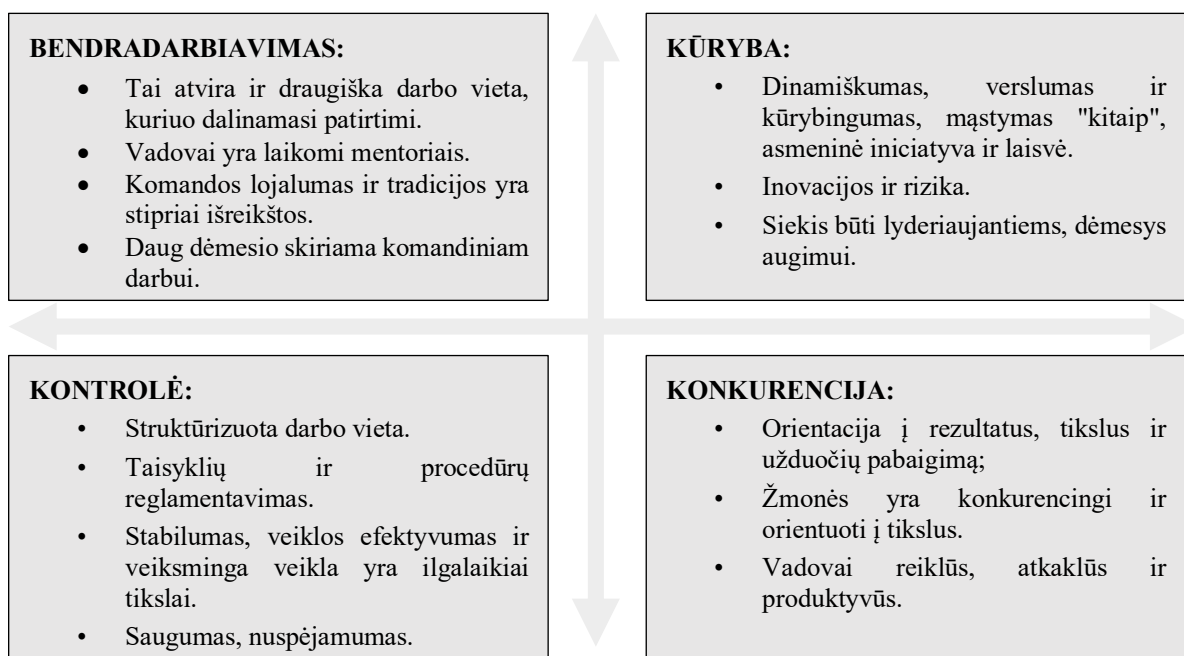 BENDRADARBIAVIMAS:
• Tai atvira ir draugiška darbo vieta,
kuriuo dalinamasi patirtimi.
• Vadovai yra laikomi mentoriais.
• Komandos lojalumas ir tradicijos yra
stipriai išreikštos.
• Daug dėmesio skiriama komandiniam
darbui.
KŪRYBA:
• Dinamiškumas, verslumas ir
kūrybingumas, mąstymas "kitaip",
asmeninė iniciatyva ir laisvė.
• Inovacijos ir rizika.
• Siekis būti lyderiaujantiems, dėmesys
augimui.
KONTROLĖ:
• Struktūrizuota darbo vieta.
• Taisyklių ir procedūrų
reglamentavimas.
• Stabilumas, veiklos efektyvumas ir
veiksminga veikla yra ilgalaikiai
tikslai.
• Saugumas, nuspėjamumas.
KONKURENCIJA:
• Orientacija į rezultatus, tikslus ir
užduočių pabaigimą;
• Žmonės yra konkurencingi ir
orientuoti į tikslus.
• Vadovai reiklūs, atkaklūs ir
produktyvūs.